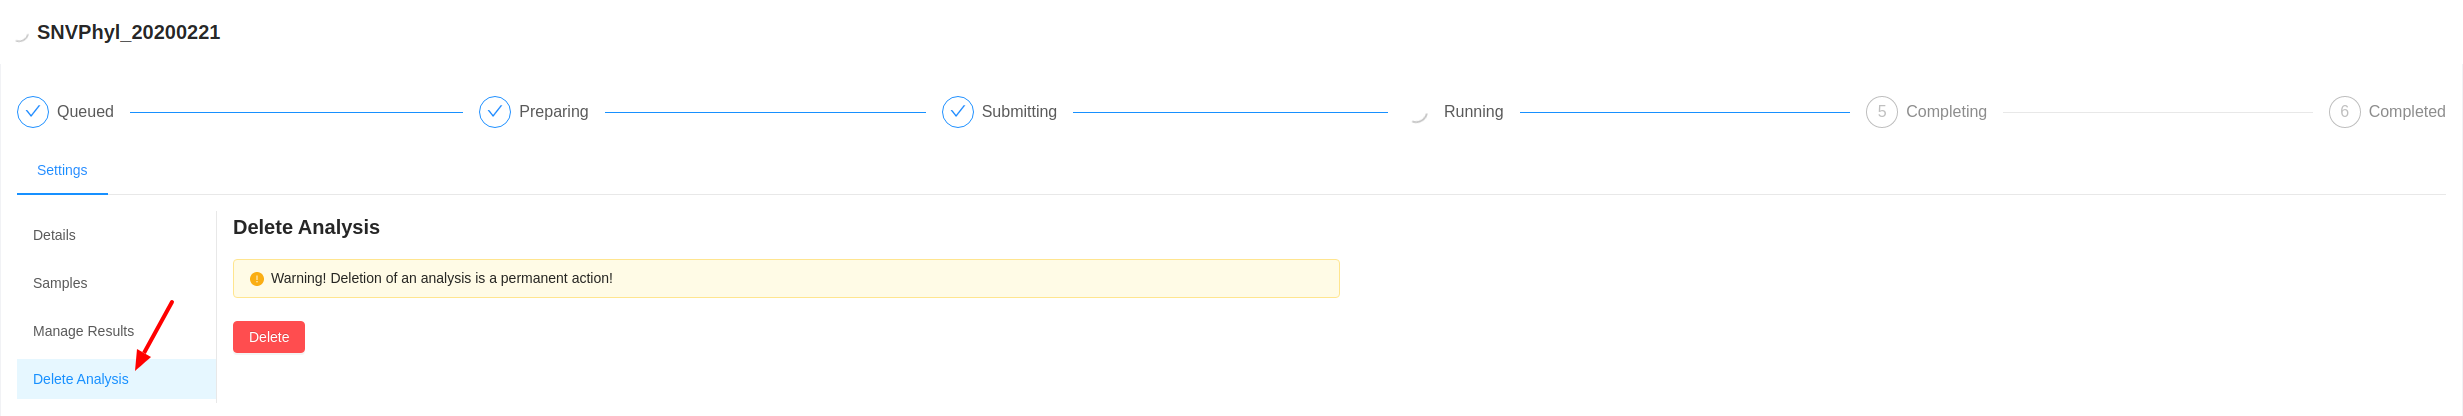 SNVPhyl_20200221
Queued Preparing Submitting Running 5 Completing 6 Completed
Settings
Details
Samples
Manage Results
Delete Analysis
Delete Analysis
Warning! Deletion of an analysis is a permanent action!
Delete